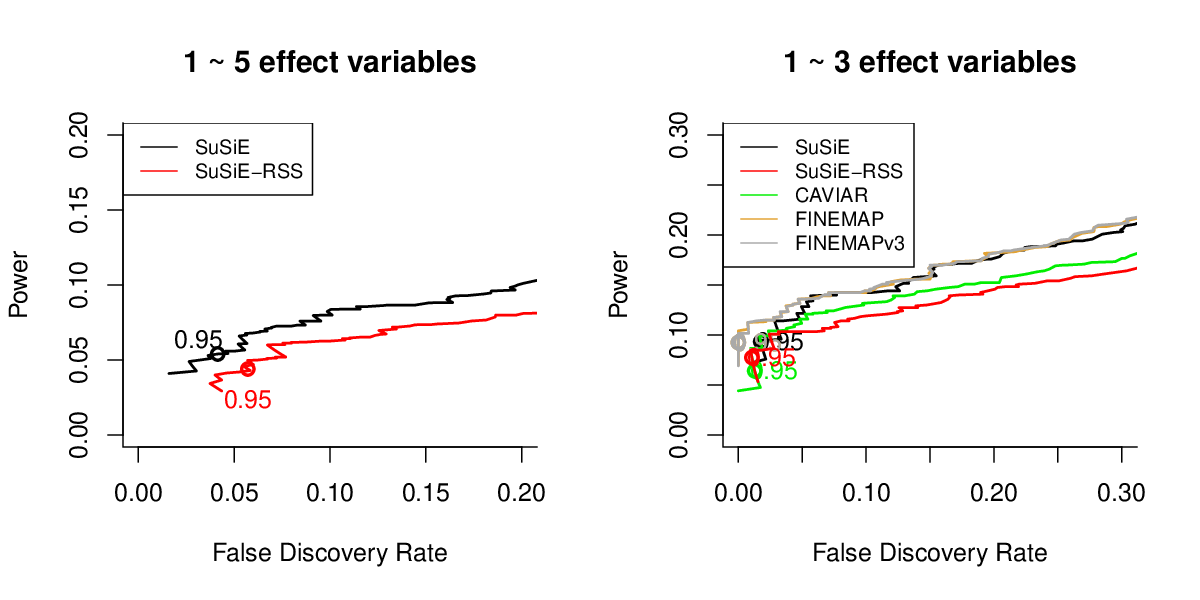 1 ~ 5 effect variables
SuSiE
SuSiE−RSS
0.95
0.95
Power
0.00
0.05
0.10
0.15
0.20
0.00 0.05 0.10 0.15 0.20
False Discovery Rate
1 ~ 3 effect variables
SuSiE
SuSiE−RSS
CAVIAR
FINEMAP
FINEMAPv3
0.95
0.95
0.95
Power
0.00
0.10
0.20
0.30
0.00 0.10 0.20 0.30
False Discovery Rate